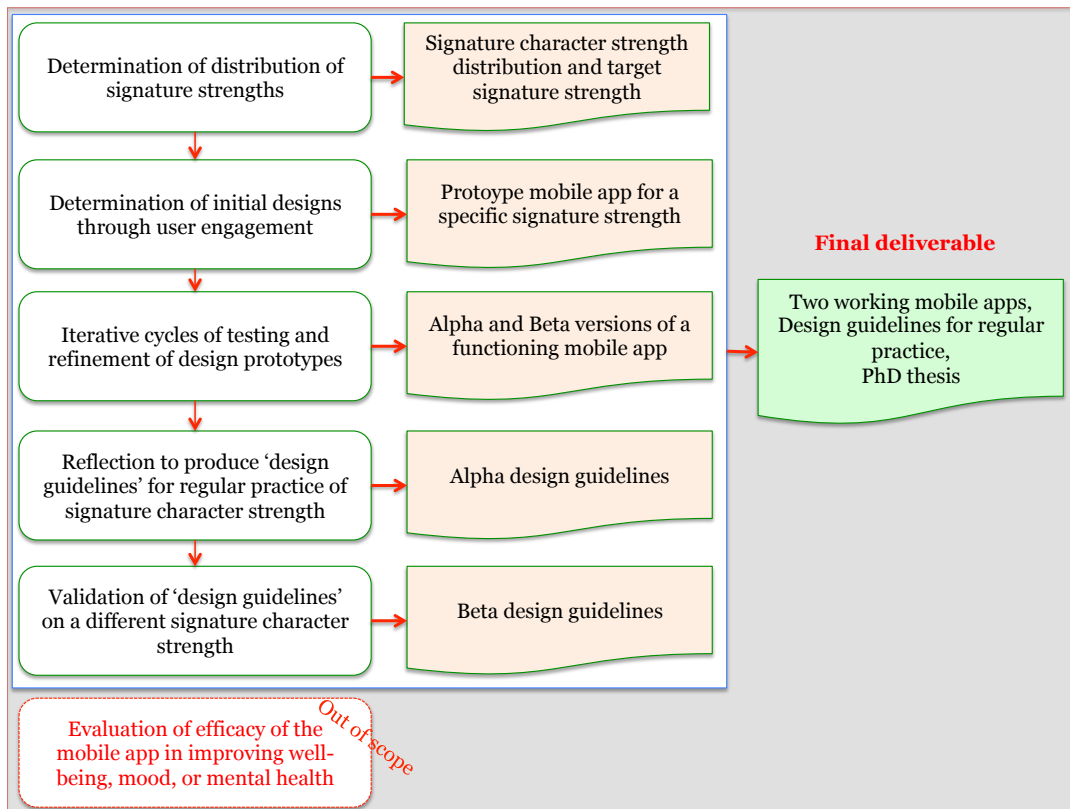 Determination of distribution of
signature strengths
Signature character strength
distribution and target
signature strength
Determination of initial designs
through user engagement
Protoype mobile app for a
specific signature strength
Iterative cycles of testing and
refinement of design prototypes
Alpha and Beta versions of a
functioning mobile app
Reflection to produce ‘design
guidelines’ for regular practice of
signature character strength
Alpha design guidelines
Validation of ‘design guidelines’
on a different signature character
strength
Beta design guidelines
Final deliverable
Two working mobile apps,
Design guidelines for regular
practice,
PhD thesis
Evaluation of efficacy of the
mobile app in improving well-
being, mood, or mental health
Out of scope